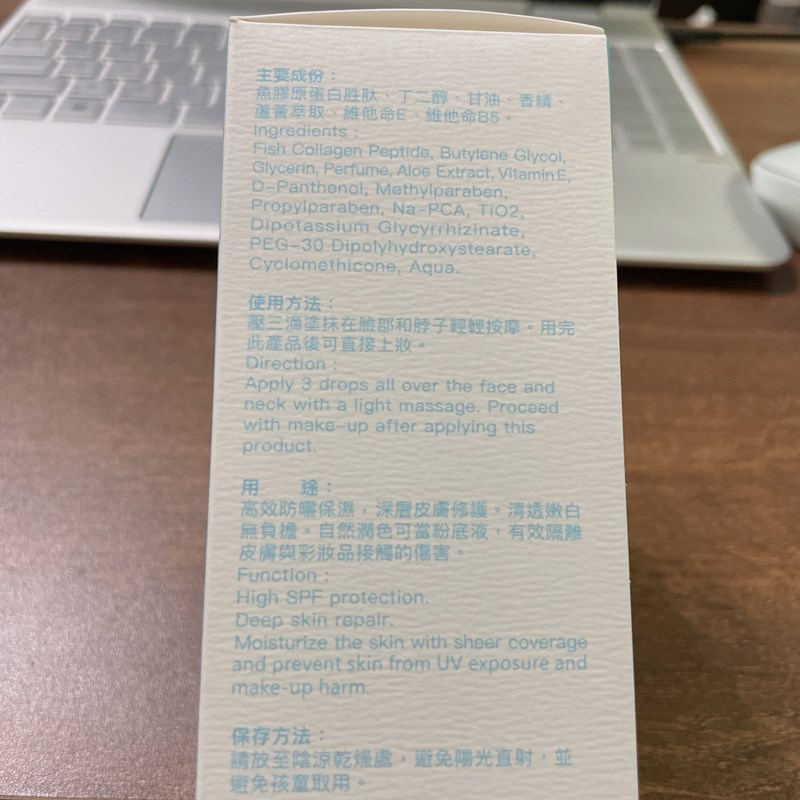 主要成份：
魚膠原蛋白胜肽、丁二醇、甘油、香精、
蘆薈萃取、維他命E、維他命B5。
Ingredients :
Fish Collagen Peptide, Butylene Glycol,
Glycerin, Perfume, Aloe Extract, Vitamin E,
D-Panthenol, Methylparaben,
Propylparaben, Na-PCA, TiO2,
Dipotassium Glycyrrhizinate,
PEG-30 Dipolyhydroxystearate,
Cyclomethicone, Aqua.
使用方法：
壓三滴塗抹在臉部和脖子輕輕按摩。用完
此產品後可直接上妝。
Direction :
Apply 3 drops all over the face and
neck with a light massage. Proceed
with make-up after applying this
product.
用　途：
高效防曬保濕，深層皮膚修護。清透嫩白
無負擔。自然潤色可當粉底液，有效隔離
皮膚與彩妝品接觸的傷害。
Function :
High SPF protection.
Deep skin repair.
Moisturize the skin with sheer coverage
and prevent skin from UV exposure and
make-up harm.
保存方法：
請放至陰涼乾燥處，避免陽光直射，並
避免孩童取用。